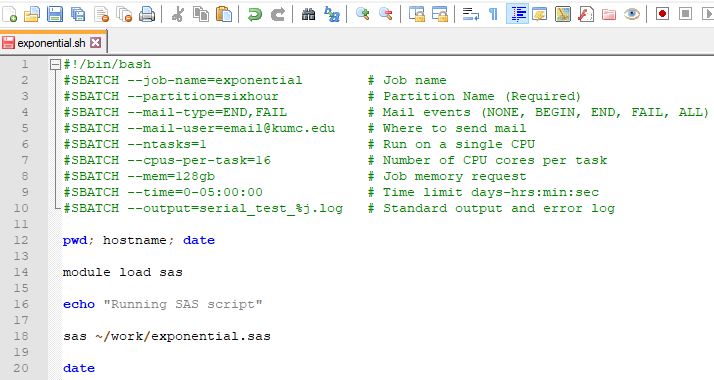 exponential.sh
1 #!/bin/bash
2 #SBATCH --job-name=exponential # Job name
3 #SBATCH --partition=sixhour # Partition Name (Required)
4 #SBATCH --mail-type=END,FAIL # Mail events (NONE, BEGIN, END, FAIL, ALL)
5 #SBATCH --mail-user=email@kumc.edu # Where to send mail
6 #SBATCH --ntasks=1 # Run on a single CPU
7 #SBATCH --cpus-per-task=16 # Number of CPU cores per task
8 #SBATCH --mem=128gb # Job memory request
9 #SBATCH --time=0-05:00:00 # Time limit days-hrs:min:sec
10 #SBATCH --output=serial_test_%j.log # Standard output and error log
11
12 pwd; hostname; date
13
14 module load sas
15
16 echo "Running SAS script"
17
18 sas ~/work/exponential.sas
19
20 date